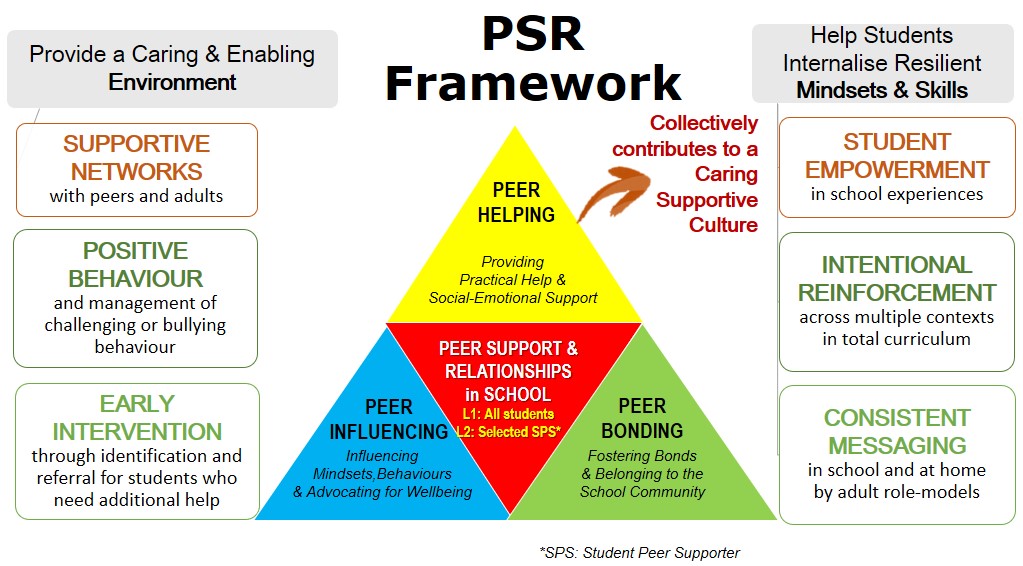 PSR
Framework
Provide a Caring & Enabling
Environment
SUPPORTIVE
NETWORKS
with peers and adults
POSITIVE
BEHAVIOUR
and management of
challenging or bullying
behaviour
EARLY
INTERVENTION
through identification and
referral for students who
need additional help
Collectively
contributes to a
Caring
Supportive
Culture
PEER
HELPING
Providing
Practical Help &
Social-Emotional Support
PEER SUPPORT &
RELATIONSHIPS
in SCHOOL
L1: All students
L2: Selected SPS*
PEER
INFLUENCING
Influencing
Mindsets,Behaviours
& Advocating for Wellbeing
PEER
BONDING
Fostering Bonds
& Belonging to the
School Community
Help Students
Internalise Resilient
Mindsets & Skills
STUDENT
EMPOWERMENT
in school experiences
INTENTIONAL
REINFORCEMENT
across multiple contexts
in total curriculum
CONSISTENT
MESSAGING
in school and at home
by adult role-models
*SPS: Student Peer Supporter